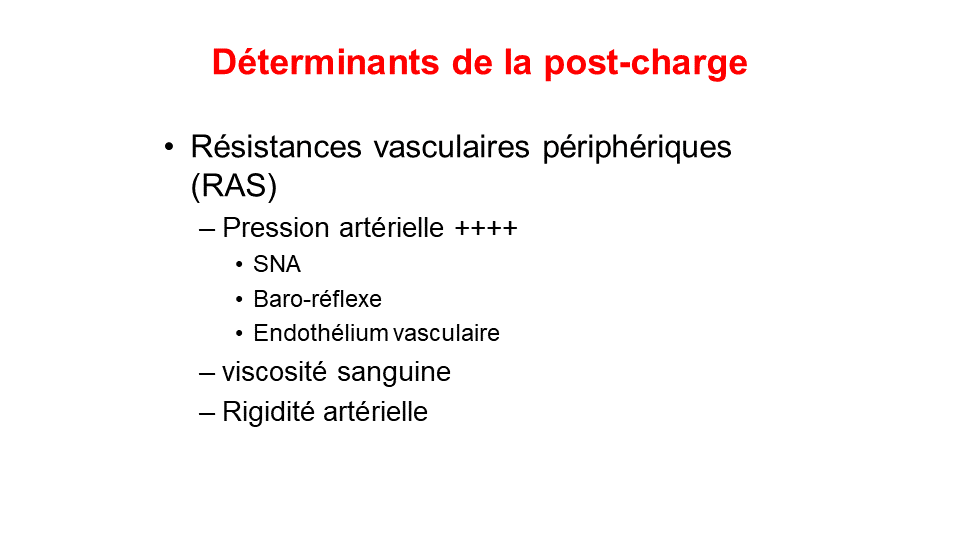 Déterminants de la post-charge
• Résistances vasculaires périphériques
(RAS)
– Pression artérielle ++++
• SNA
• Baro-réflexe
• Endothélium vasculaire
– viscosité sanguine
– Rigidité artérielle